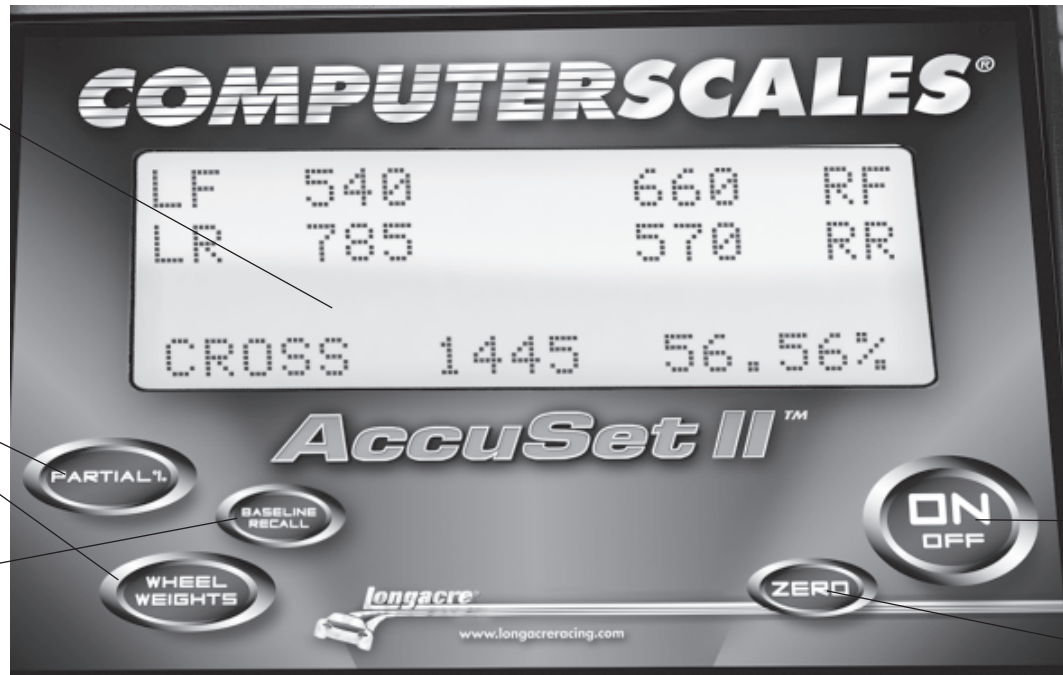 COMPUTERSCALES®
LF 540 660 RF
LR 785 570 RR
CROSS 1445 56.56%
AccuSet II™
PARTIAL%
BASELINE
RECALL
ON
OFF
WHEEL
WEIGHTS
ZERO
Longacre
www.longacreracing.com